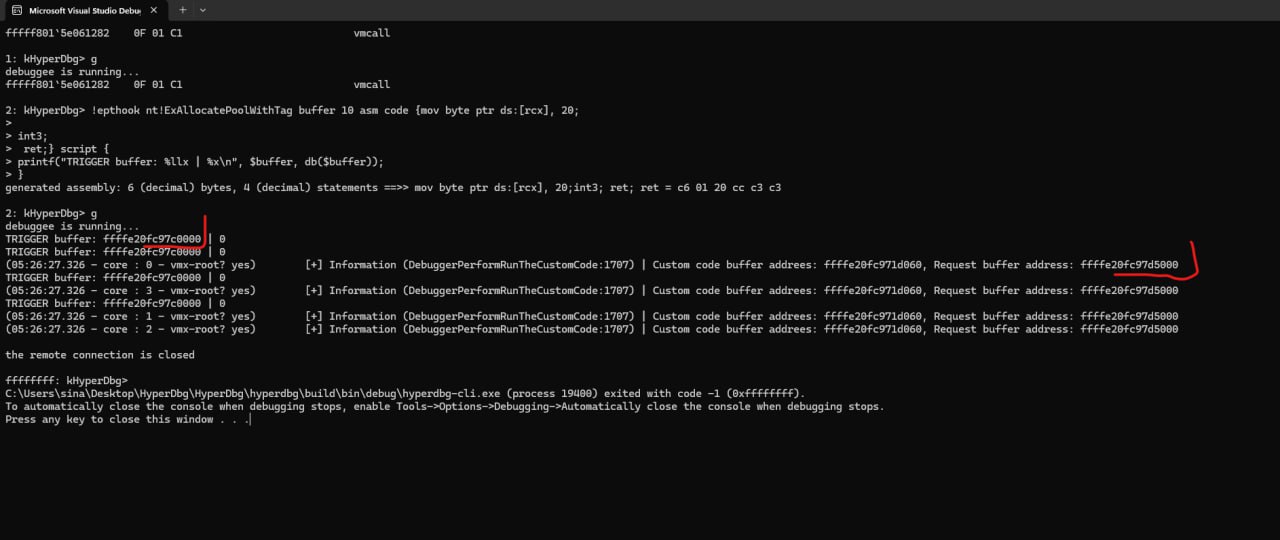 Microsoft Visual Studio Debu
fffff801`5e061282    0F 01 C1                            vmcall
1: kHyperDbg> g
debuggee is running...
fffff801`5e061282    0F 01 C1                            vmcall
2: kHyperDbg> !epthook nt!ExAllocatePoolWithTag buffer 10 asm code {mov byte ptr ds:[rcx], 20;
>
> int3;
>  ret;} script {
> printf("TRIGGER buffer: %llx | %x\n", $buffer, db($buffer));
> }
generated assembly: 6 (decimal) bytes, 4 (decimal) statements ==>> mov byte ptr ds:[rcx], 20;int3; ret; ret = c6 01 20 cc c3 c3
2: kHyperDbg> g
debuggee is running...
TRIGGER buffer: ffffe20fc97c0000 | 0
TRIGGER buffer: ffffe20fc97c0000 | 0
(05:26:27.326 - core : 0 - vmx-root? yes)        [+] Information (DebuggerPerformRunTheCustomCode:1707) | Custom code buffer addrees: ffffe20fc971d060, Request buffer address: ffffe20fc97d5000
TRIGGER buffer: ffffe20fc97c0000 | 0
(05:26:27.326 - core : 3 - vmx-root? yes)        [+] Information (DebuggerPerformRunTheCustomCode:1707) | Custom code buffer addrees: ffffe20fc971d060, Request buffer address: ffffe20fc97d5000
TRIGGER buffer: ffffe20fc97c0000 | 0
(05:26:27.326 - core : 1 - vmx-root? yes)        [+] Information (DebuggerPerformRunTheCustomCode:1707) | Custom code buffer addrees: ffffe20fc971d060, Request buffer address: ffffe20fc97d5000
(05:26:27.326 - core : 2 - vmx-root? yes)        [+] Information (DebuggerPerformRunTheCustomCode:1707) | Custom code buffer addrees: ffffe20fc971d060, Request buffer address: ffffe20fc97d5000
the remote connection is closed
ffffffff: kHyperDbg>
C:\Users\sina\Desktop\HyperDbg\HyperDbg\hyperdbg\build\bin\debug\hyperdbg-cli.exe (process 19400) exited with code -1 (0xffffffff).
To automatically close the console when debugging stops, enable Tools->Options->Debugging->Automatically close the console when debugging stops.
Press any key to close this window . . .